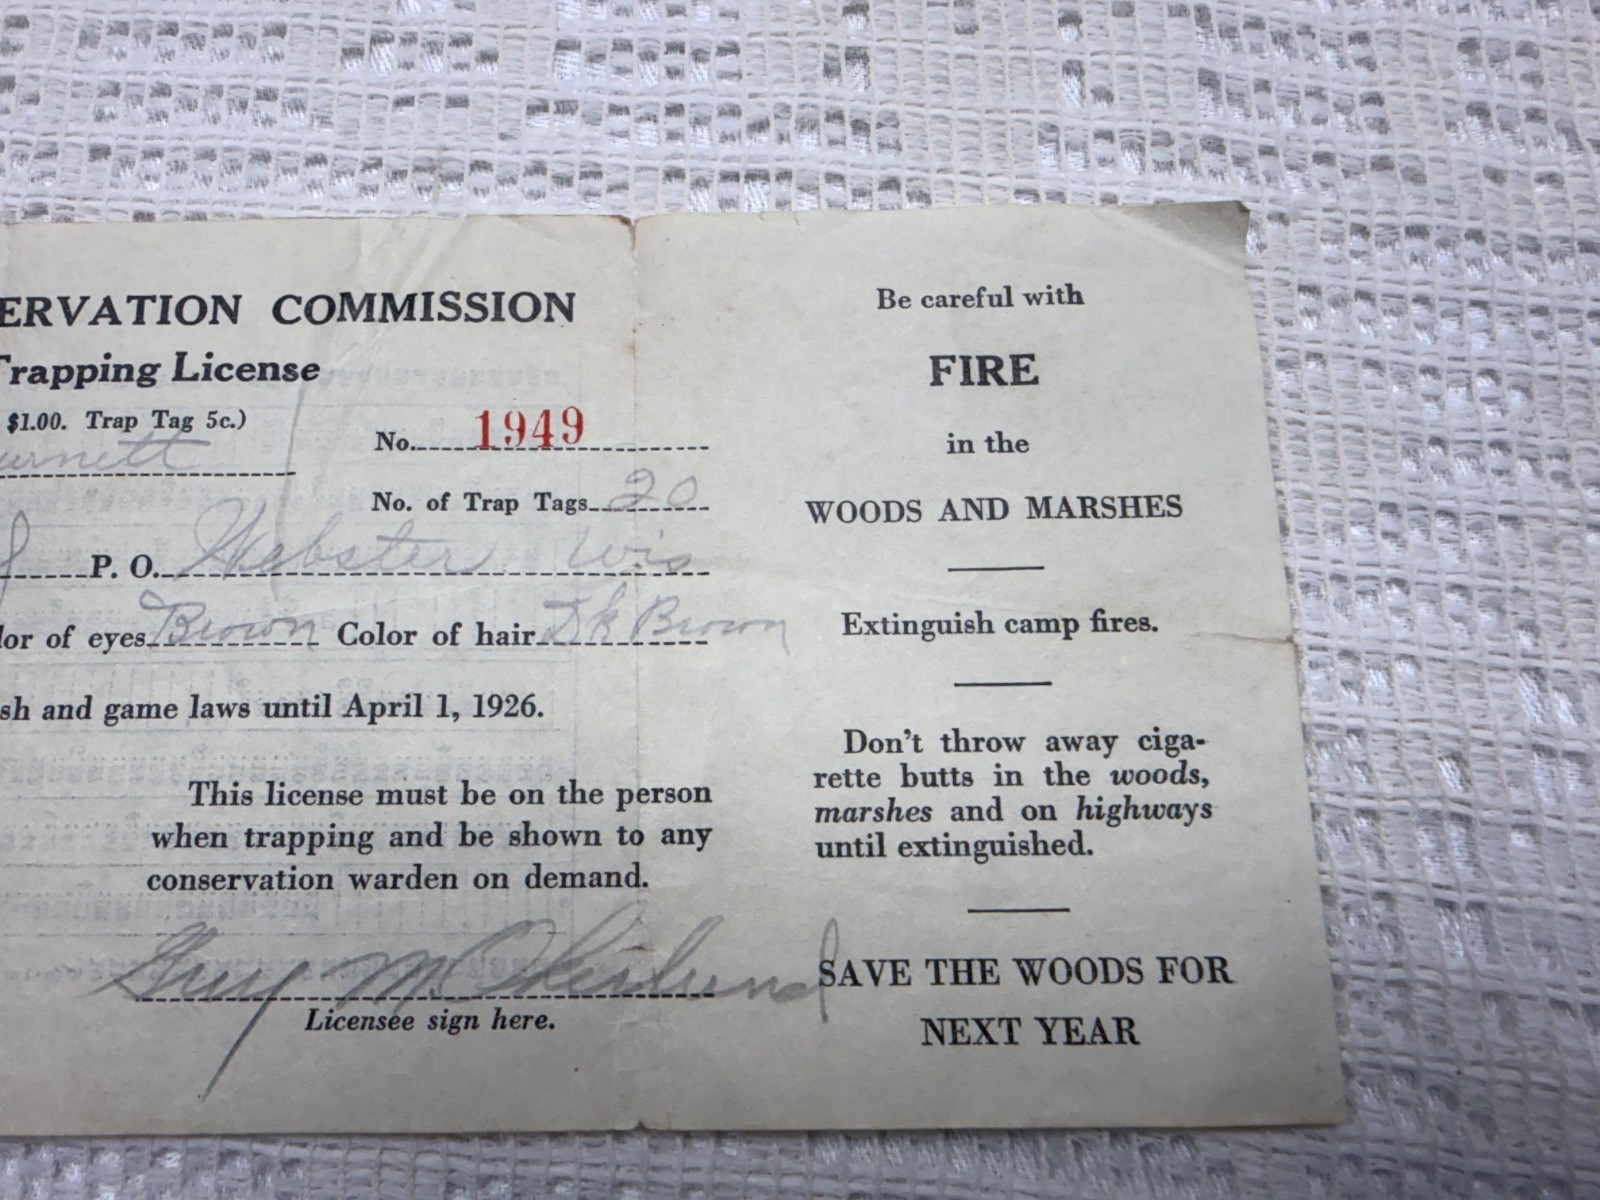 ERVATION COMMISSION
Trapping License
$1.00. Trap Tag 5c.)
urnett
No. 1949
No. of Trap Tags 20
P. O. Webster Wis
lor of eyes Brown Color of hair Dk Brown
sh and game laws until April 1, 1926.
This license must be on the person
when trapping and be shown to any
conservation warden on demand.
Guy M.
Licensee sign here.
Be careful with
FIRE
in the
WOODS AND MARSHES
Extinguish camp fires.
Don't throw away ciga-
rette butts in the woods,
marshes and on highways
until extinguished.
SAVE THE WOODS FOR
NEXT YEAR